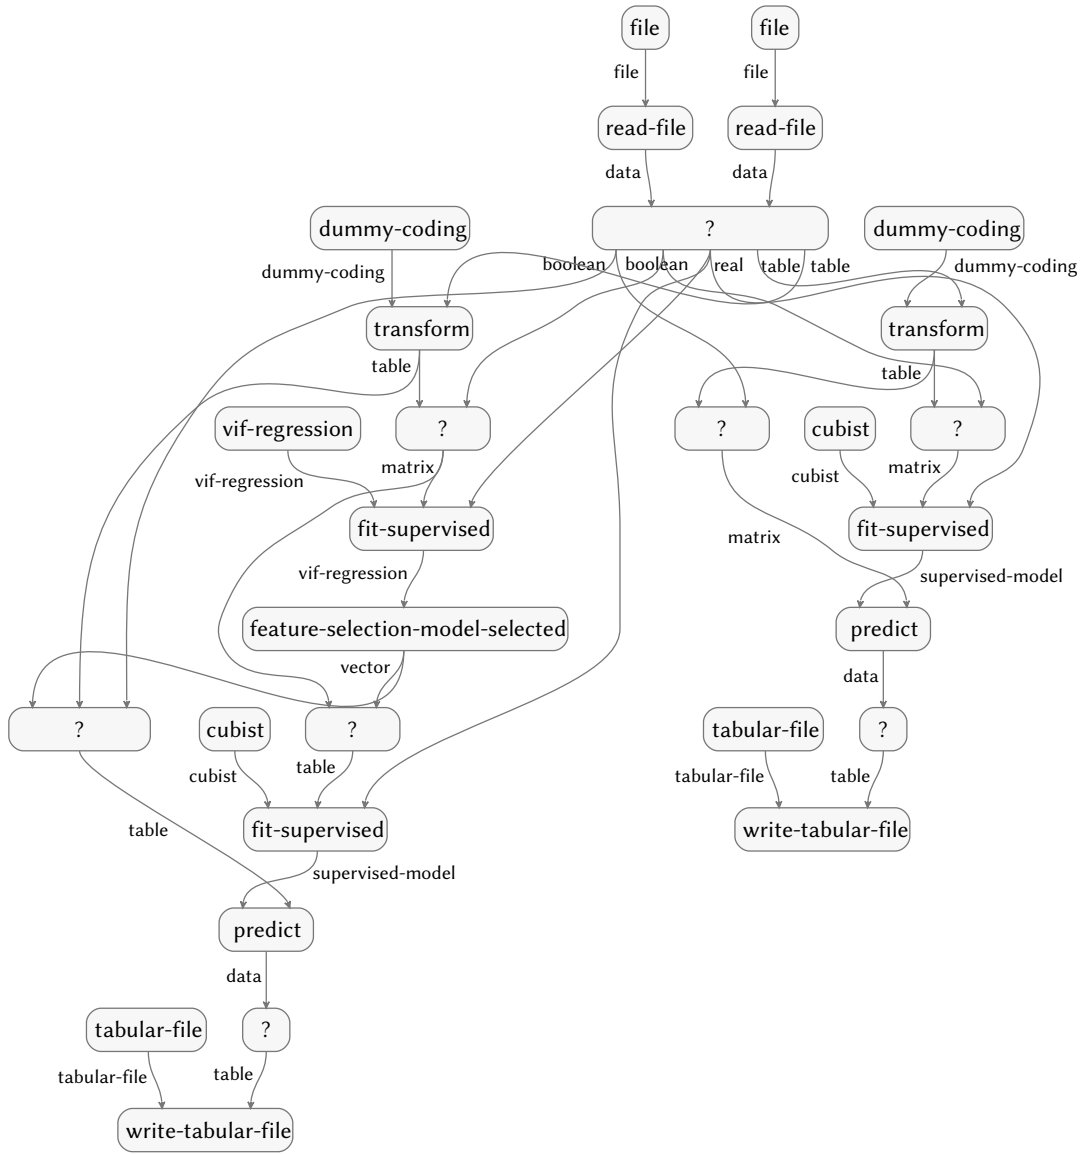 file
file
file
file
read-file
read-file
data
data
dummy-coding
?
dummy-coding
boolean
boolean
real
table
table
dummy-coding
dummy-coding
transform
transform
table
table
vif-regression
?
?
cubist
?
matrix
matrix
vif-regression
cubist
fit-supervised
fit-supervised
matrix
vif-regression
supervised-model
feature-selection-model-selected
predict
vector
data
?
cubist
?
tabular-file
?
table
cubist
tabular-file
table
table
fit-supervised
write-tabular-file
supervised-model
predict
data
tabular-file
?
tabular-file
table
write-tabular-file